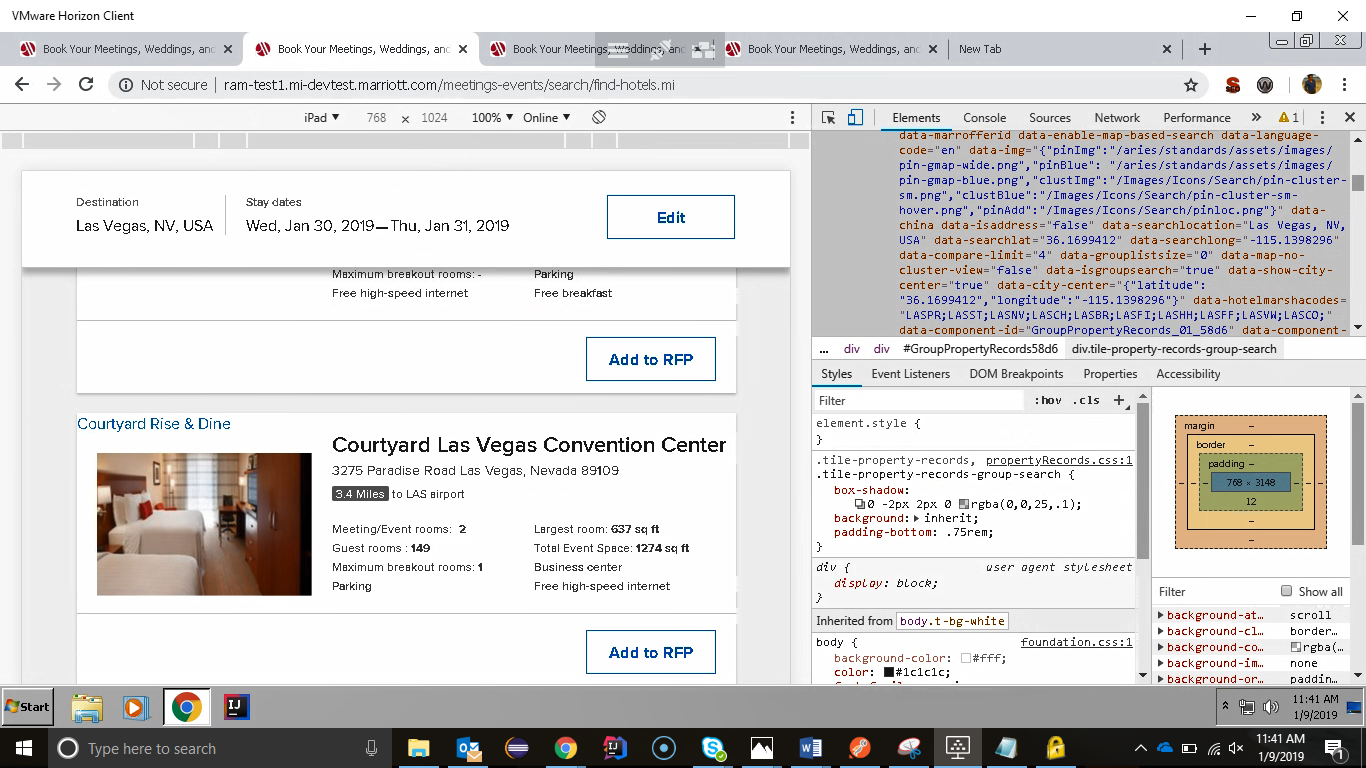 VMware Horizon Client
Book Your Meetings, Weddings, and
Book Your Meetings, Weddings, and
Book Your Meetings, Weddings, and
Book Your Meetings, Weddings, and
New Tab
Not secure | ram-test1.mi-devtest.marriott.com/meetings-events/search/find-hotels.mi
iPad 768 × 1024 100% Online
Destination
Las Vegas, NV, USA
Stay dates
Wed, Jan 30, 2019—Thu, Jan 31, 2019
Edit
Maximum breakout rooms: -
Parking
Free high-speed internet
Free breakfast
Add to RFP
Courtyard Rise & Dine
Courtyard Las Vegas Convention Center
3275 Paradise Road Las Vegas, Nevada 89109
3.4 Miles to LAS airport
Meeting/Event rooms: 2
Largest room: 637 sq ft
Guest rooms : 149
Total Event Space: 1274 sq ft
Maximum breakout rooms: 1
Business center
Parking
Free high-speed internet
Add to RFP
Elements Console Sources Network Performance » 1
data-marrofferid data-enable-map-based-search data-language-
code="en" data-img="{"pinImg":"/aries/standards/assets/images/
pin-gmap-wide.png","pinBlue": "/aries/standards/assets/images/
pin-gmap-blue.png","clustImg":"/Images/Icons/Search/pin-cluster-
sm.png","clustBlue":"/Images/Icons/Search/pin-cluster-sm-
hover.png","pinAdd":"/Images/Icons/Search/pinloc.png"}" data-
china data-isaddress="false" data-searchlocation="Las Vegas, NV,
USA" data-searchlat="36.1699412" data-searchlong="-115.1398296"
data-compare-limit="4" data-grouplistsize="0" data-map-no-
cluster-view="false" data-isgroupsearch="true" data-show-city-
center="true" data-city-center="{"latitude":
"36.1699412","longitude":"-115.1398296"}" data-hotelmarshacodes=
"LASPR;LASST;LASNV;LASCH;LASBR;LASFI;LASHH;LASFF;LASVW;LASCO;"
data-component-id="GroupPropertyRecords_01_58d6" data-component-
... div div #GroupPropertyRecords58d6 div.tile-property-records-group-search
Styles Event Listeners DOM Breakpoints Properties Accessibility
Filter :hov .cls +
element.style {
}
.tile-property-records, propertyRecords.css:1
.tile-property-records-group-search {
box-shadow:
0 -2px 2px 0 rgba(0,0,25,.1);
background: inherit;
padding-bottom: .75rem;
}
div { user agent stylesheet
display: block;
}
Inherited from body.t-bg-white
body { foundation.css:1
background-color: #fff;
color: #1c1c1c;
margin –
border –
padding –
– – – 768 × 3148 – – –
12
–
–
Filter Show all
background-at… scroll
background-cl… border…
background-co… rgba(…
background-im… none
background-or… paddin…
Start
11:41 AM
1/9/2019
Type here to search
11:41 AM
1/9/2019
1